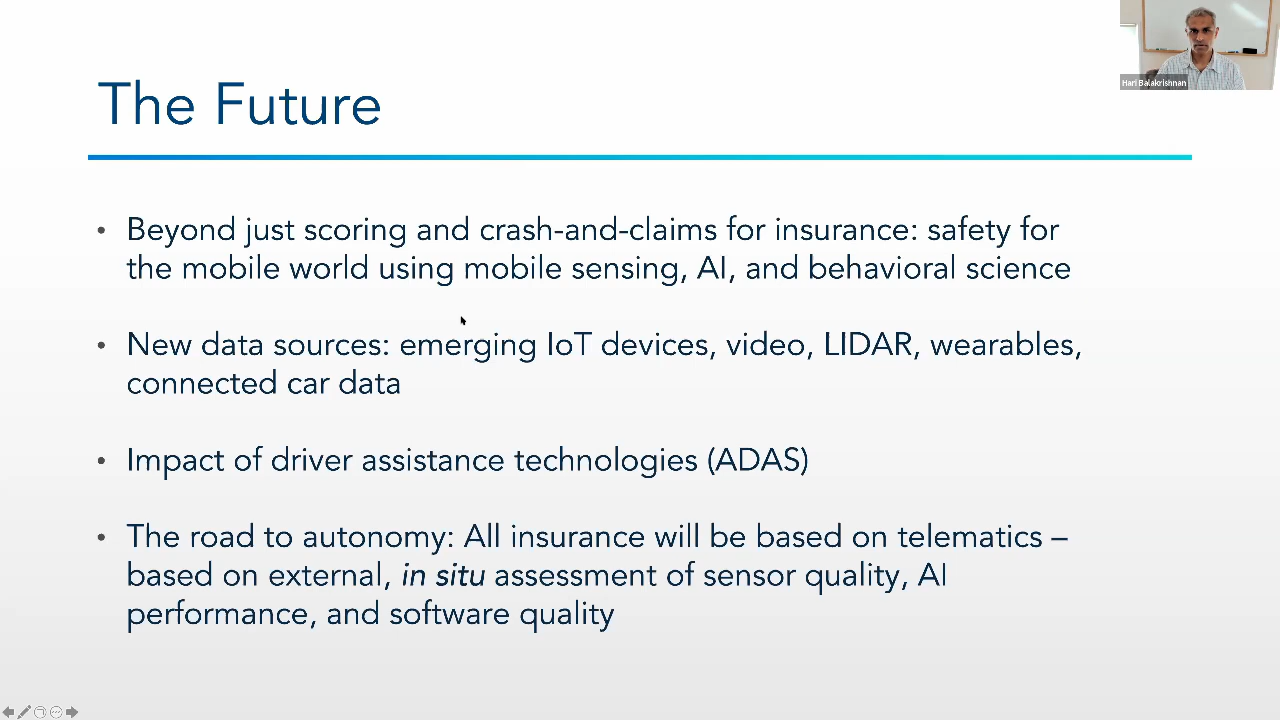 Hari Balakrishnan
The Future
• Beyond just scoring and crash-and-claims for insurance: safety for
the mobile world using mobile sensing, AI, and behavioral science
• New data sources: emerging IoT devices, video, LIDAR, wearables,
connected car data
• Impact of driver assistance technologies (ADAS)
• The road to autonomy: All insurance will be based on telematics –
based on external, in situ assessment of sensor quality, AI
performance, and software quality